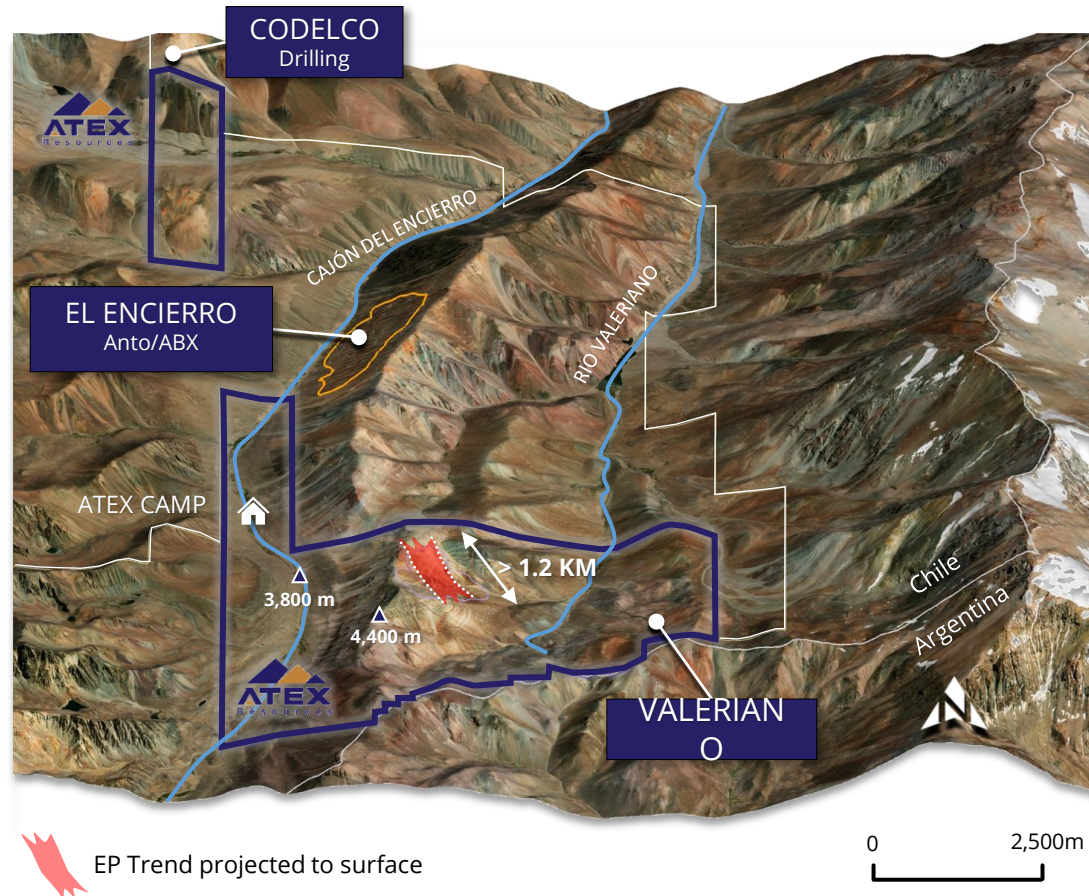 CODELCO
Drilling
ATEX
Resources
CAJÓN DEL ENCIERRO
EL ENCIERRO
Anto/ABX
RIO VALERIANO
ATEX CAMP
> 1.2 KM
3,800 m
4,400 m
Chile
Argentina
ATEX
Resources
VALERIAN
O
N
0
2,500m
EP Trend projected to surface